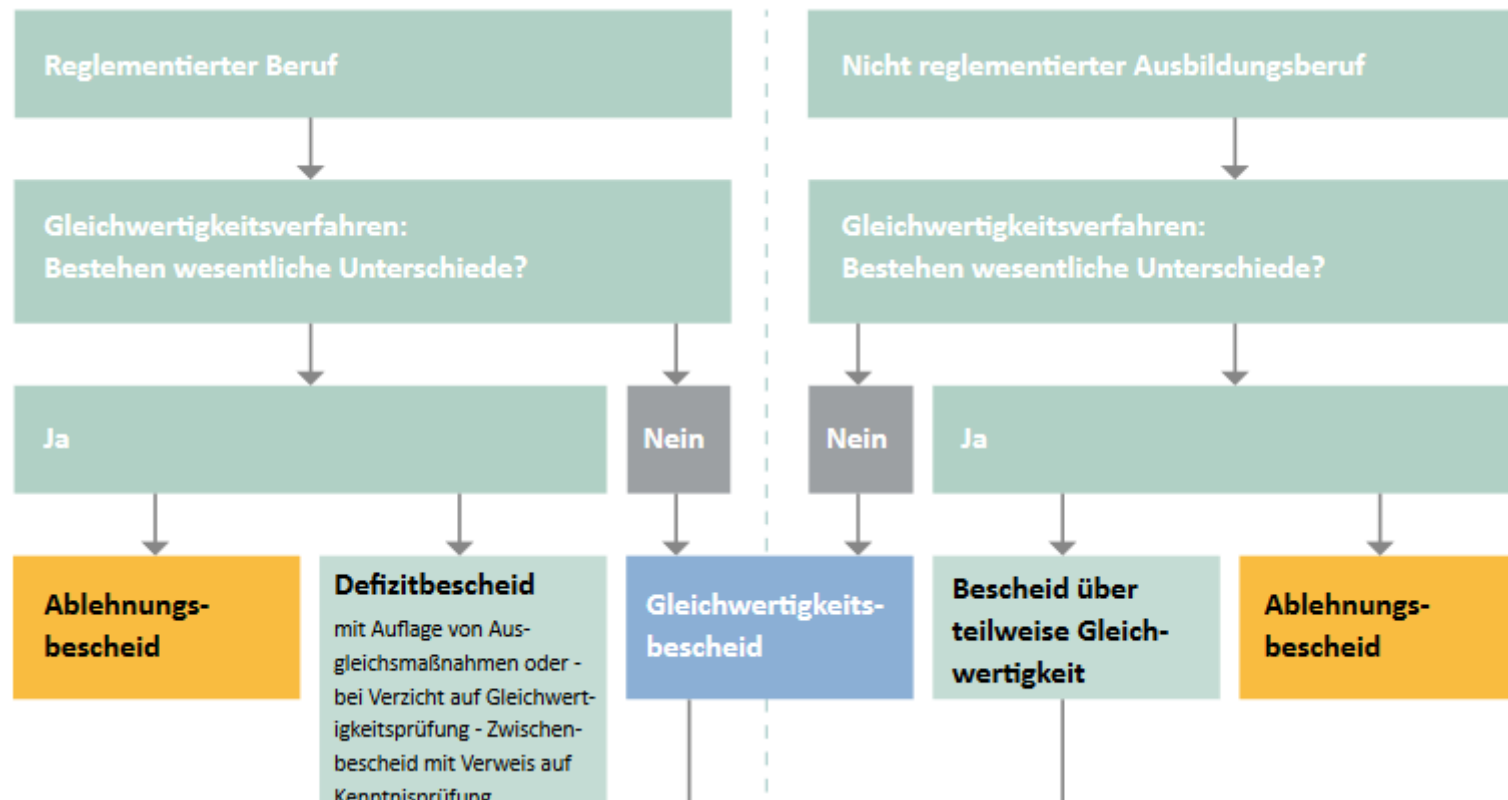 Reglementierter Beruf
Nicht reglementierter Ausbildungsberuf
Gleichwertigkeitsverfahren:
Bestehen wesentliche Unterschiede?
Gleichwertigkeitsverfahren:
Bestehen wesentliche Unterschiede?
Ja
Nein
Nein
Ja
Ablehnungs-
bescheid
Defizitbescheid
mit Auflage von Aus-
gleichsmaßnahmen oder -
bei Verzicht auf Gleichwert-
igkeitsprüfung - Zwischen-
bescheid mit Verweis auf
Kenntnisprüfung
Gleichwertigkeits-
bescheid
Bescheid über
teilweise Gleich-
wertigkeit
Ablehnungs-
bescheid